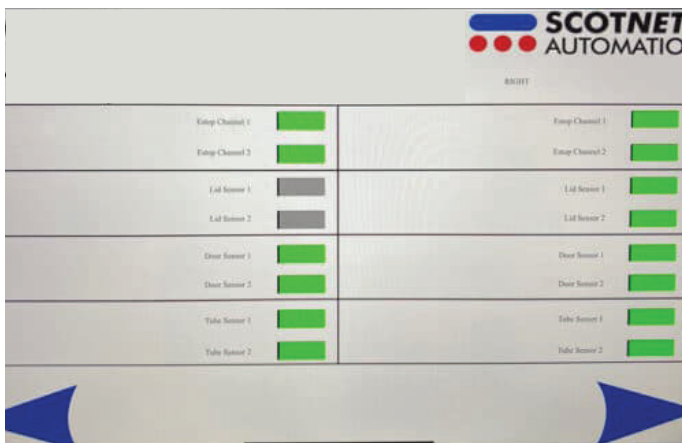 SCOTNET
AUTOMATIO
RIGHT
Estop Channel 1
Estop Channel 1
Estop Channel 2
Estop Channel 2
Lid Sensor 1
Lid Sensor 1
Lid Sensor 2
Lid Sensor 2
Door Sensor 1
Door Sensor 1
Door Sensor 2
Door Sensor 2
Tube Sensor 1
Tube Sensor 1
Tube Sensor 2
Tube Sensor 2